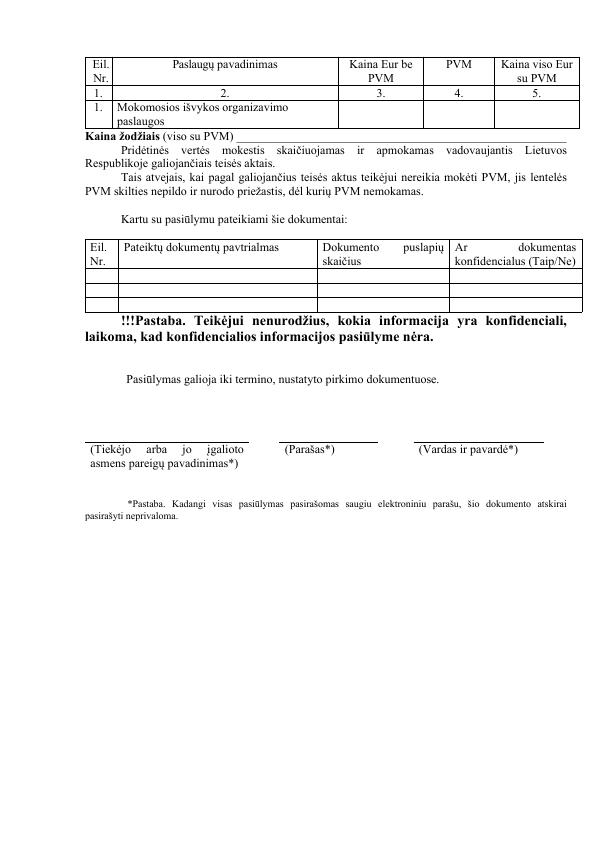 Eil. Nr. Paslaugų pavadinimas Kaina Eur be PVM PVM Kaina viso Eur su PVM
1. 2. 3. 4. 5.
1. Mokomosios išvykos organizavimo paslaugos
Kaina žodžiais (viso su PVM)
Pridėtinės vertės mokestis skaičiuojamas ir apmokamas vadovaujantis Lietuvos
Respublikoje galiojančiais teisės aktais.
Tais atvejais, kai pagal galiojančius teisės aktus teikėjui nereikia mokėti PVM, jis lentelės
PVM skilties nepildo ir nurodo priežastis, dėl kurių PVM nemokamas.
Kartu su pasiūlymu pateikiami šie dokumentai:
Eil. Nr. Pateiktų dokumentų pavtrialmas Dokumento puslapių skaičius Ar dokumentas konfidencialus (Taip/Ne)
!!!Pastaba. Teikėjui nenurodžius, kokia informacija yra konfidenciali,
laikoma, kad konfidencialios informacijos pasiūlyme nėra.
Pasiūlymas galioja iki termino, nustatyto pirkimo dokumentuose.
(Tiekėjo arba jo įgalioto asmens pareigų pavadinimas*) (Parašas*) (Vardas ir pavardė*)
*Pastaba. Kadangi visas pasiūlymas pasirašomas saugiu elektroniniu parašu, šio dokumento atskirai
pasirašyti neprivaloma.